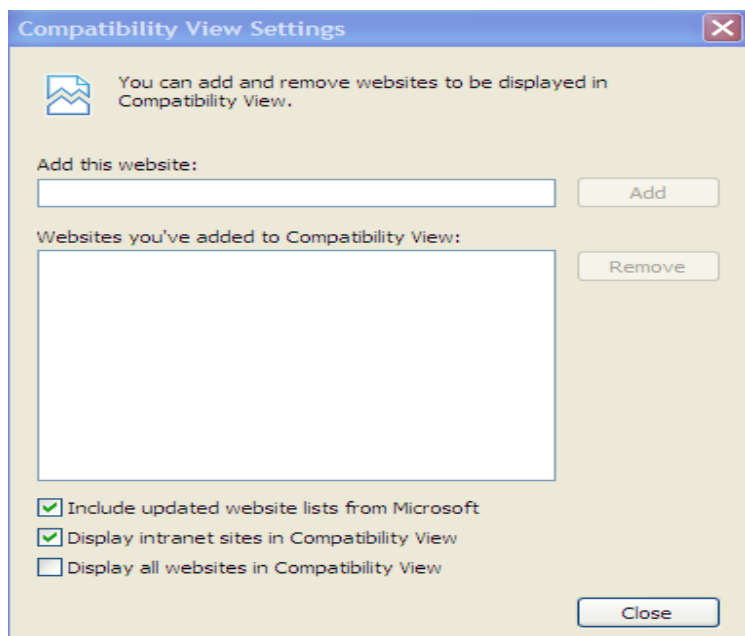 Compatibility View Settings
You can add and remove websites to be displayed in
Compatibility View.
Add this website:
Add
Websites you've added to Compatibility View:
Remove
Include updated website lists from Microsoft
Display intranet sites in Compatibility View
Display all websites in Compatibility View
Close